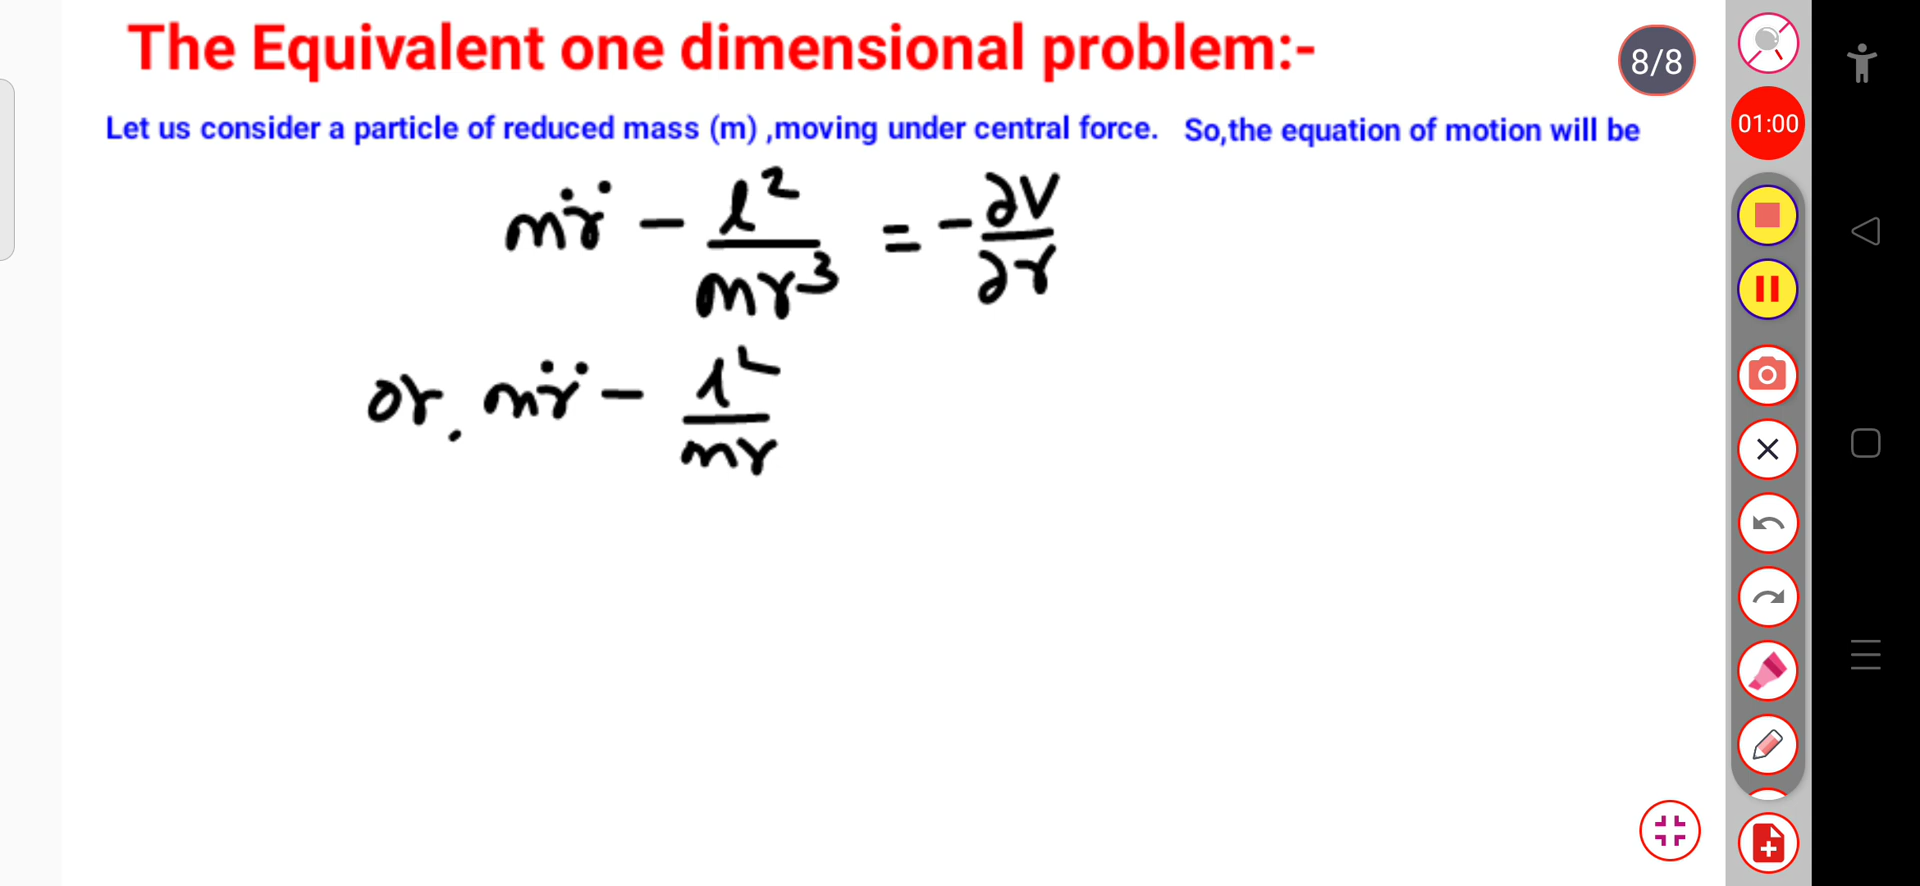 The Equivalent one dimensional problem:-
8/8
01:00
Let us consider a particle of reduced mass (m) ,moving under central force. So,the equation of motion will be
mr̈ - l²/mr³ = -∂V/∂r
or, mr̈ - l²/mr